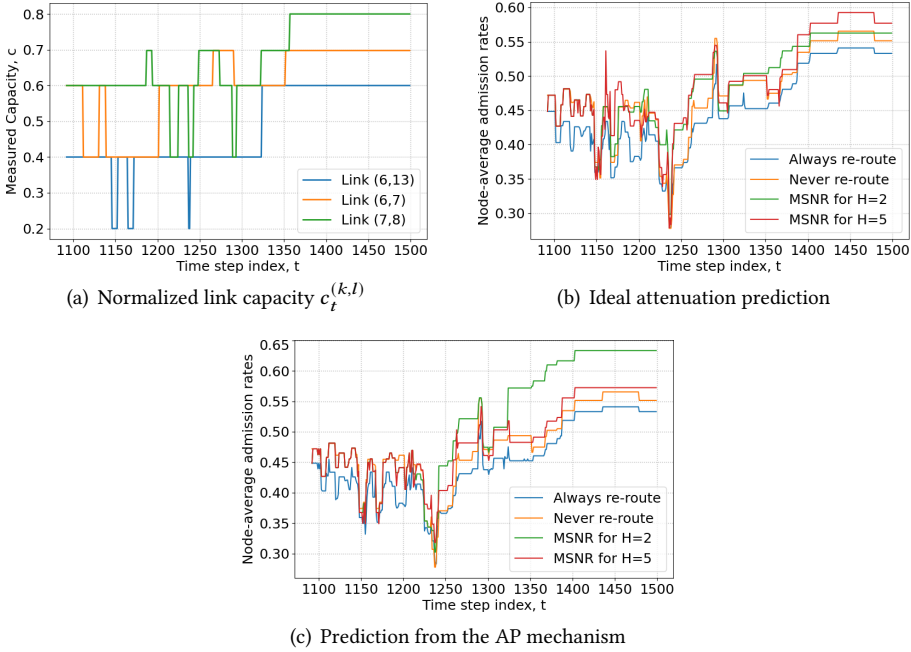 0.8
0.7
0.6
0.5
0.4
0.3
0.2
Measured Capacity, c
Link (6,13)
Link (6,7)
Link (7,8)
1100 1150 1200 1250 1300 1350 1400 1450 1500
Time step index, t
(a) Normalized link capacity $c_t^{(k,l)}$
0.60
0.55
0.50
0.45
0.40
0.35
0.30
Node-average admission rates
Always re-route
Never re-route
MSNR for H=2
MSNR for H=5
1100 1150 1200 1250 1300 1350 1400 1450 1500
Time step index, t
(b) Ideal attenuation prediction
0.65
0.60
0.55
0.50
0.45
0.40
0.35
0.30
Node-average admission rates
Always re-route
Never re-route
MSNR for H=2
MSNR for H=5
1100 1150 1200 1250 1300 1350 1400 1450 1500
Time step index, t
(c) Prediction from the AP mechanism